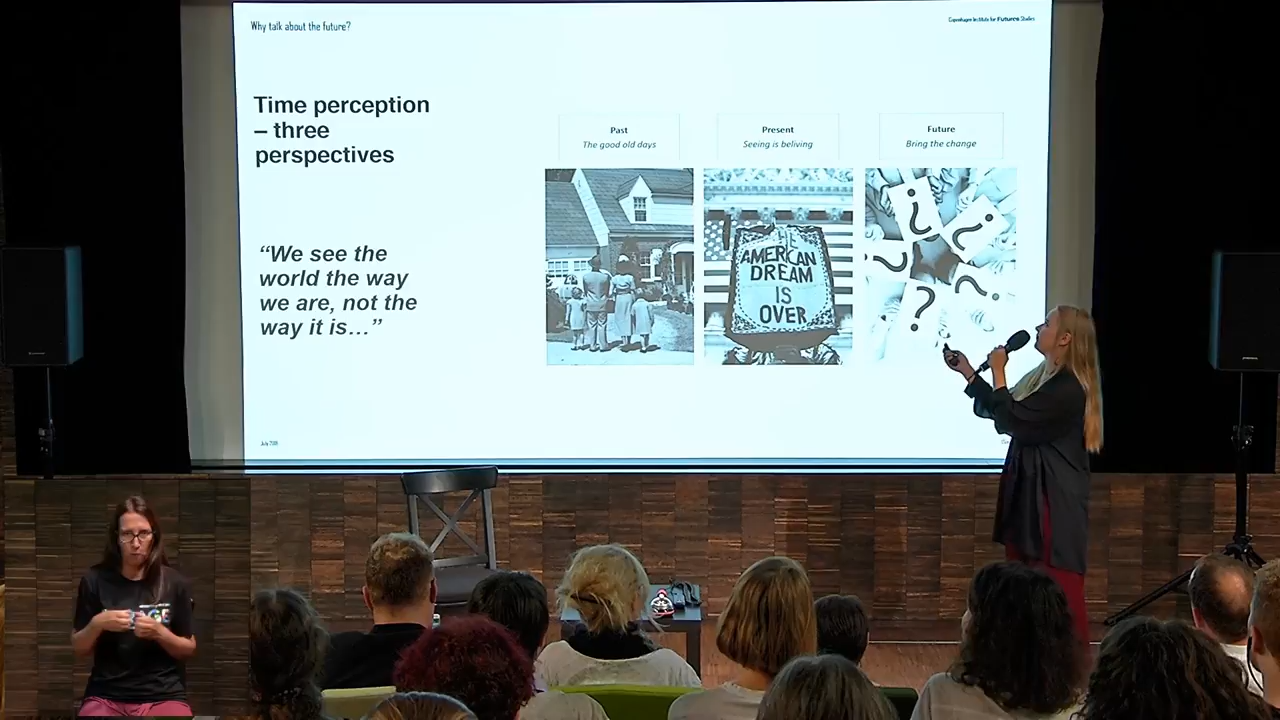 Why talk about the future?
Copenhagen Institute for Futures Studies
Time perception
– three
perspectives
“We see the
world the way
we are, not the
way it is…”
Past
The good old days
Present
Seeing is beliving
Future
Bring the change
THE
AMERICAN
DREAM
IS
OVER
?
?
?
?
?